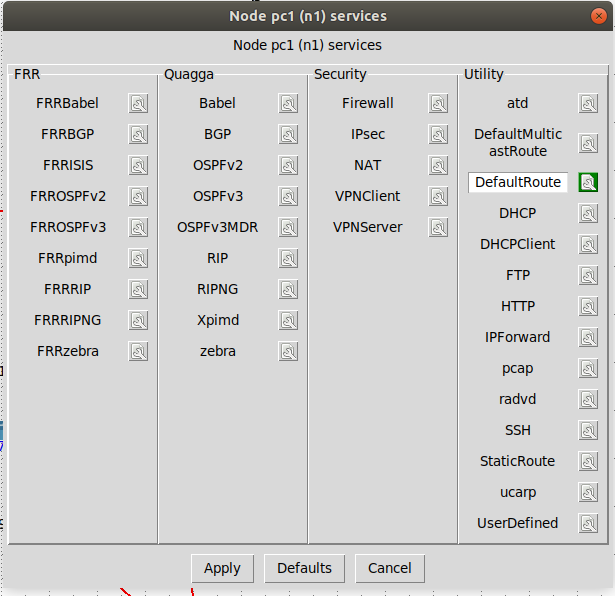 Node pc1 (n1) services
Node pc1 (n1) services
FRR
FRRBabel
FRRBGP
FRRISIS
FRROSPFv2
FRROSPFv3
FRRpimd
FRRRIP
FRRRIPNG
FRRzebra
Quagga
Babel
BGP
OSPFv2
OSPFv3
OSPFv3MDR
RIP
RIPNG
Xpimd
zebra
Security
Firewall
IPsec
NAT
VPNClient
VPNServer
Utility
atd
DefaultMultic
astRoute
DefaultRoute
DHCP
DHCPClient
FTP
HTTP
IPForward
pcap
radvd
SSH
StaticRoute
ucarp
UserDefined
Apply
Defaults
Cancel